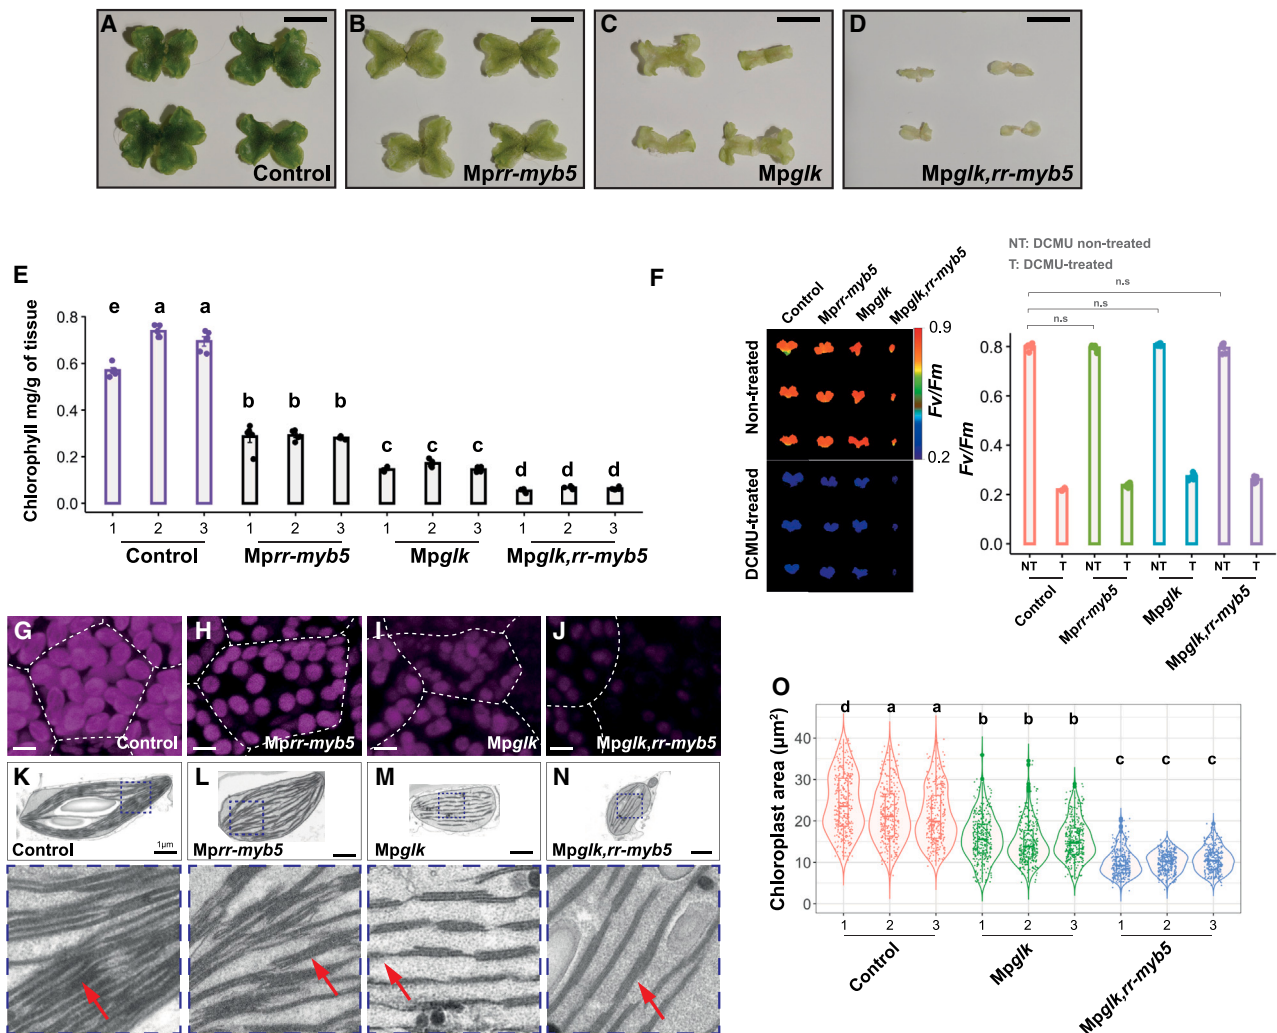 A
Control
B
Mprr-myb5
C
Mpglk
D
Mpglk,rr-myb5
E
Chlorophyll mg/g of tissue
0.8
0.6
0.4
0.2
0.0
e a a b b b c c c d d d
1 2 3 1 2 3 1 2 3 1 2 3
Control Mprr-myb5 Mpglk Mpglk,rr-myb5
F
Control Mprr-myb5 Mpglk Mpglk,rr-myb5
Non-treated
DCMU-treated
0.9
Fv/Fm
0.2
NT: DCMU non-treated
T: DCMU-treated
n.s
n.s
n.s
Fv/Fm
0.8
0.6
0.4
0.2
0.0
NT T NT T NT T NT T
Control Mprr-myb5 Mpglk Mpglk,rr-myb5
G
Control
H
Mprr-myb5
I
Mpglk
J
Mpglk,rr-myb5
K
Control
1µm
L
Mprr-myb5
M
Mpglk
N
Mpglk,rr-myb5
O
Chloroplast area (µm²)
40
30
20
10
0
d a a b b b c c c
1 2 3 1 2 3 1 2 3
Control Mpglk Mpglk,rr-myb5